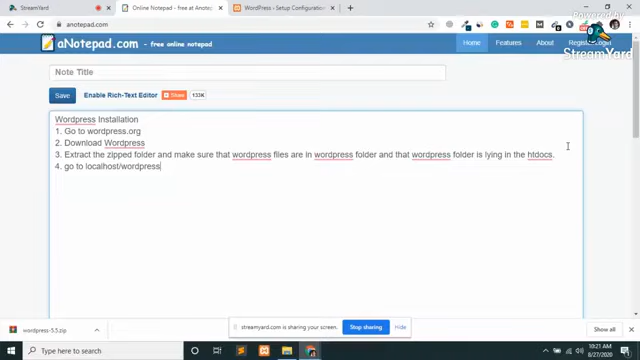 StreamYard
Online Notepad - free at Anote
WordPress - Setup Configuration
anotepad.com
Powered by
StreamYard
aNotepad.com - free online notepad
Home
Features
About
Note Title
Save
Enable Rich-Text Editor
Share
133K
Wordpress Installation
1. Go to wordpress.org
2. Download Wordpress
3. Extract the zipped folder and make sure that wordpress files are in wordpress folder and that wordpress folder is lying in the htdocs.
4. go to localhost/wordpress
wordpress-5.5.zip
streamyard.com is sharing your screen.
Stop sharing
Hide
Show all
Type here to search
10:21 AM
8/27/2020